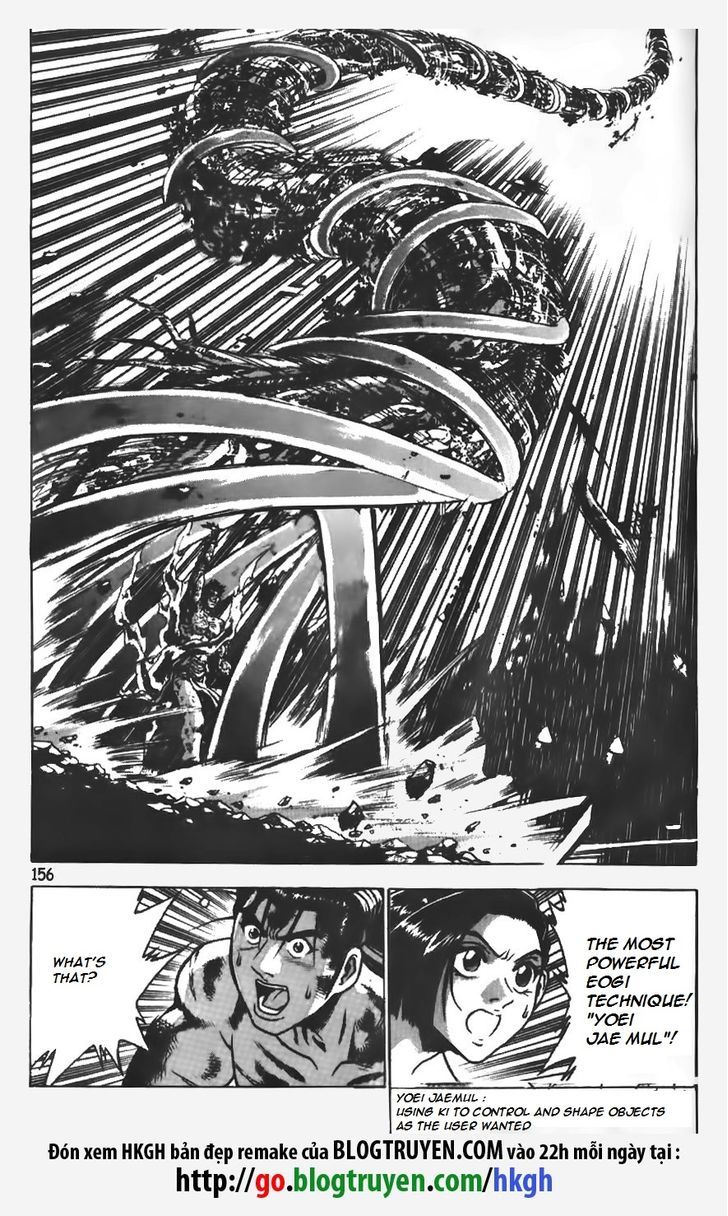 156
THE MOST
POWERFUL
EOGI
TECHNIQUE!
"YOEI
JAE MUL"!
WHAT'S
THAT?
YOEI JAEMUL :
USING KI TO CONTROL AND SHAPE OBJECTS
AS THE USER WANTED
Đón xem HKGH bản đẹp remake của BLOGTRUYEN.COM vào 22h mỗi ngày tại :
http://go.blogtruyen.com/hkgh